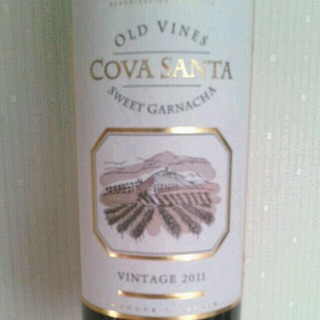 OLD VINES
COVA SANTA
SWEET GARNACHA
VINTAGE 2011